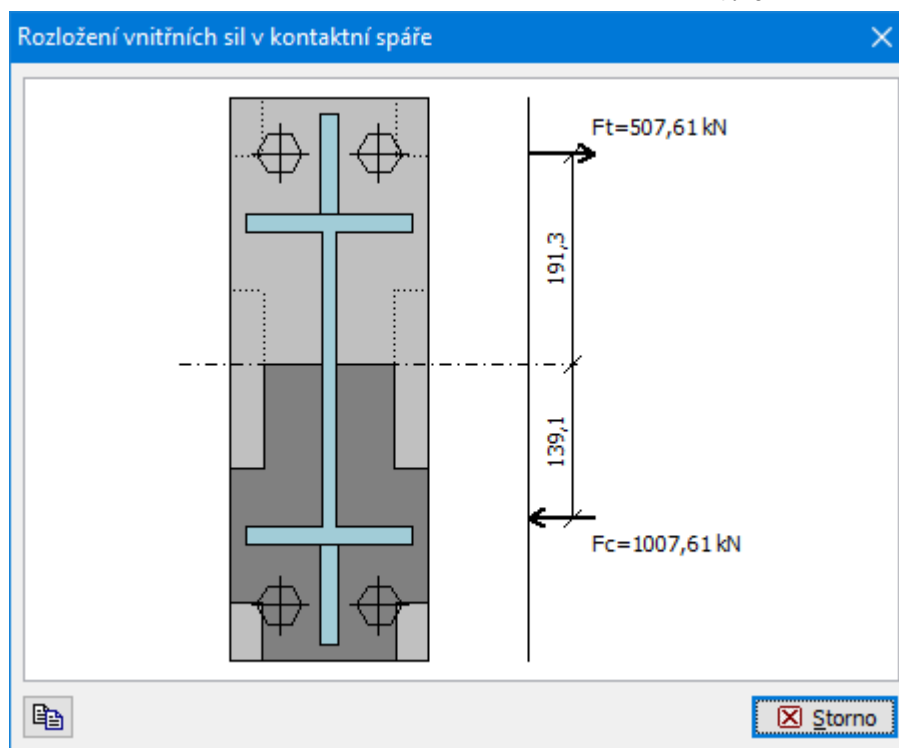 Rozložení vnitřních sil v kontaktní spáře
Ft=507,61 kN
191,3
139,1
Fc=1007,61 kN
Storno